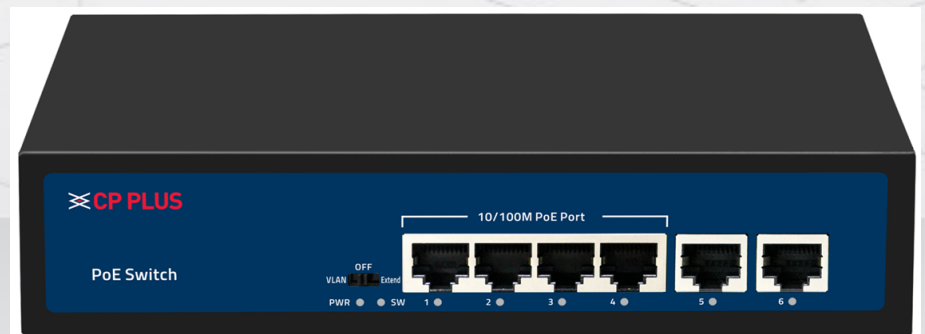 CP PLUS
10/100M PoE Port
PoE Switch
OFF
VLAN Extend
PWR SW 1 2 3 4 5 6